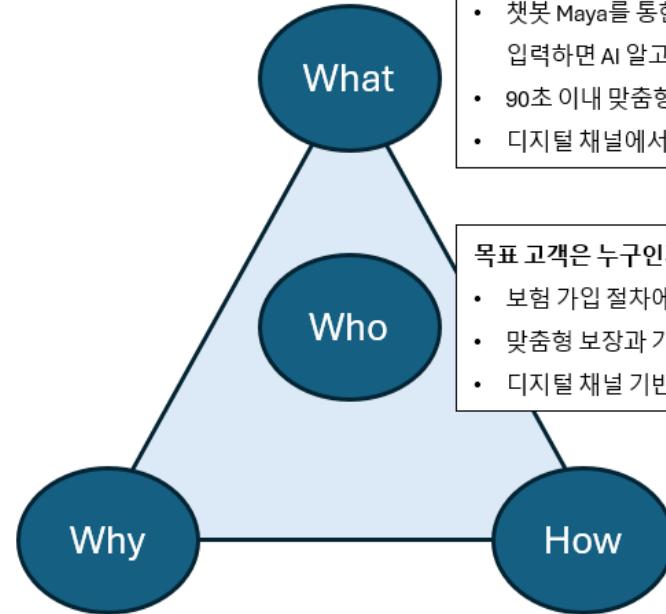 What
• 챗봇 Maya를 통한
입력하면 AI 알고
• 90초 이내 맞춤형
• 디지털 채널에서
Who
목표 고객은 누구인
• 보험 가입 절차에
• 맞춤형 보장과 가
• 디지털 채널 기반
Why
How